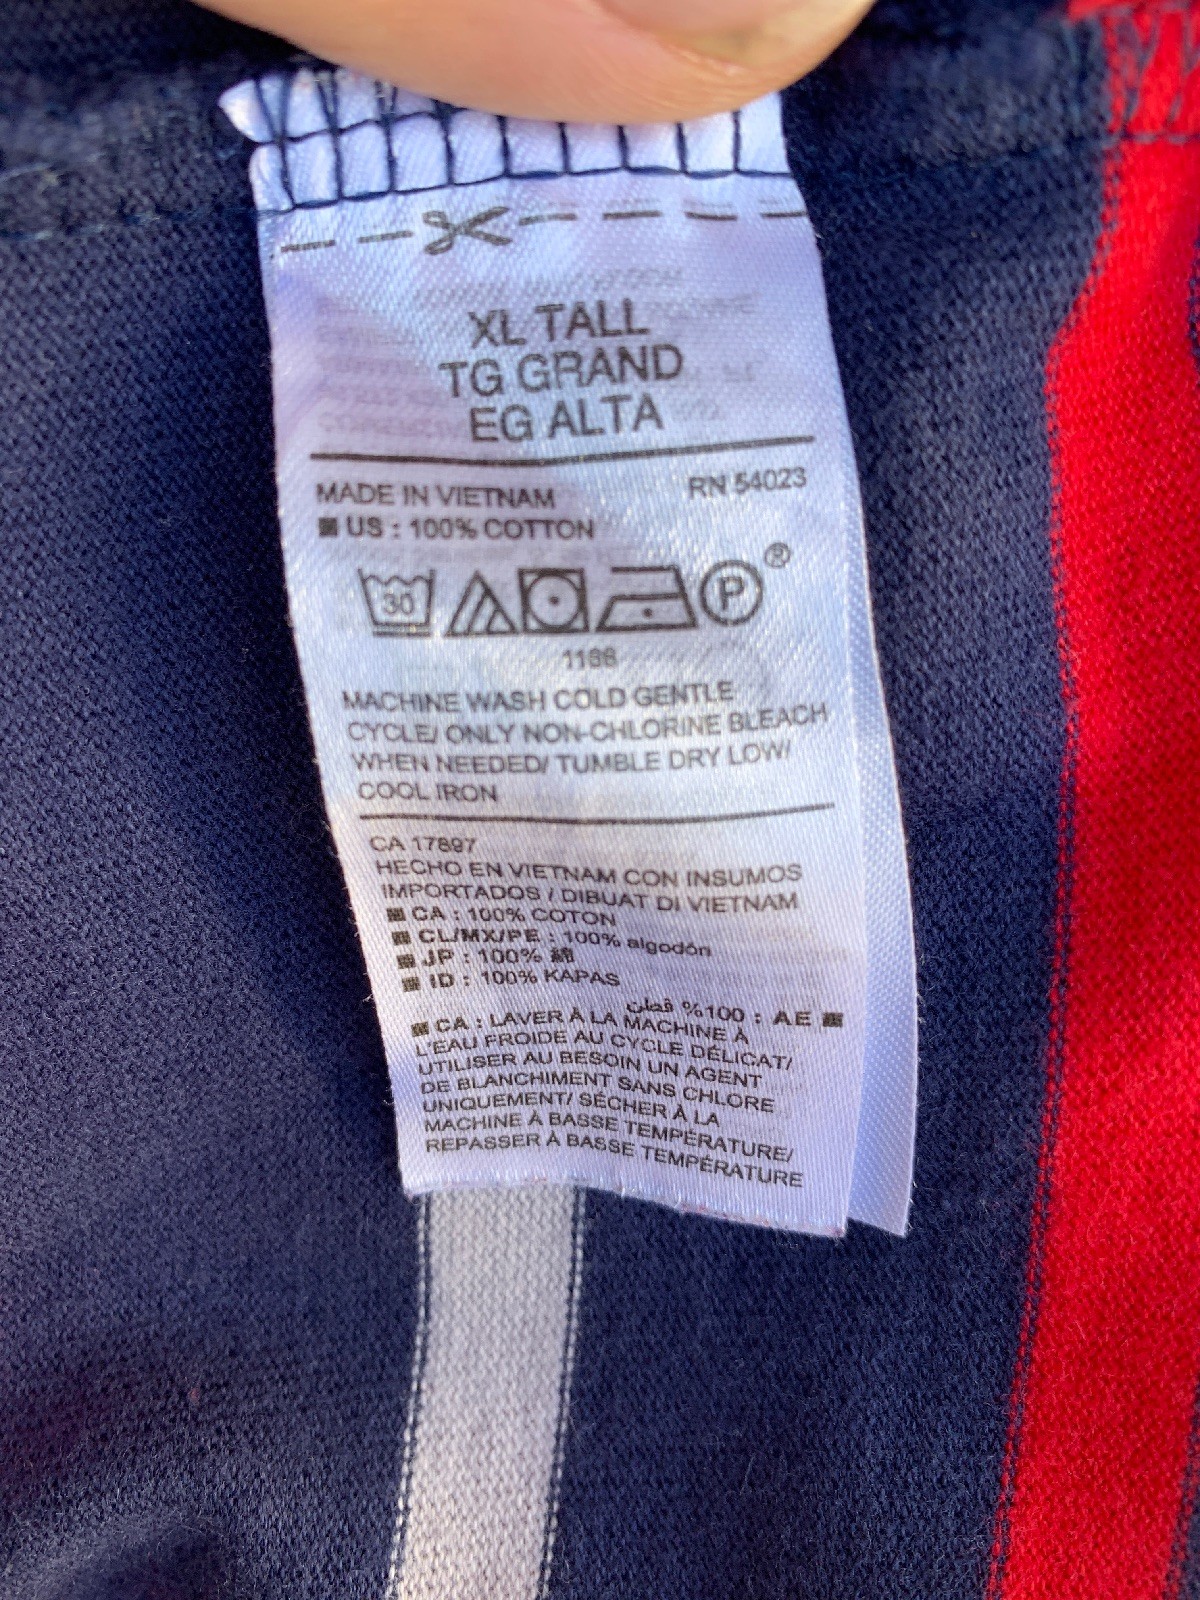 XL TALL
TG GRAND
EG ALTA
MADE IN VIETNAM RN 54023
US : 100% COTTON
30 P ®
1166
MACHINE WASH COLD GENTLE
CYCLE/ ONLY NON-CHLORINE BLEACH
WHEN NEEDED/ TUMBLE DRY LOW/
COOL IRON
CA 17897
HECHO EN VIETNAM CON INSUMOS
IMPORTADOS / DIBUAT DI VIETNAM
CA : 100% COTON
CL/MX/PE : 100% algodón
JP : 100% 綿
ID : 100% KAPAS
AE : 100% قطن
CA : LAVER À LA MACHINE À
L'EAU FROIDE AU CYCLE DÉLICAT/
UTILISER AU BESOIN UN AGENT
DE BLANCHIMENT SANS CHLORE
UNIQUEMENT/ SÉCHER À LA
MACHINE À BASSE TEMPÉRATURE/
REPASSER À BASSE TEMPÉRATURE